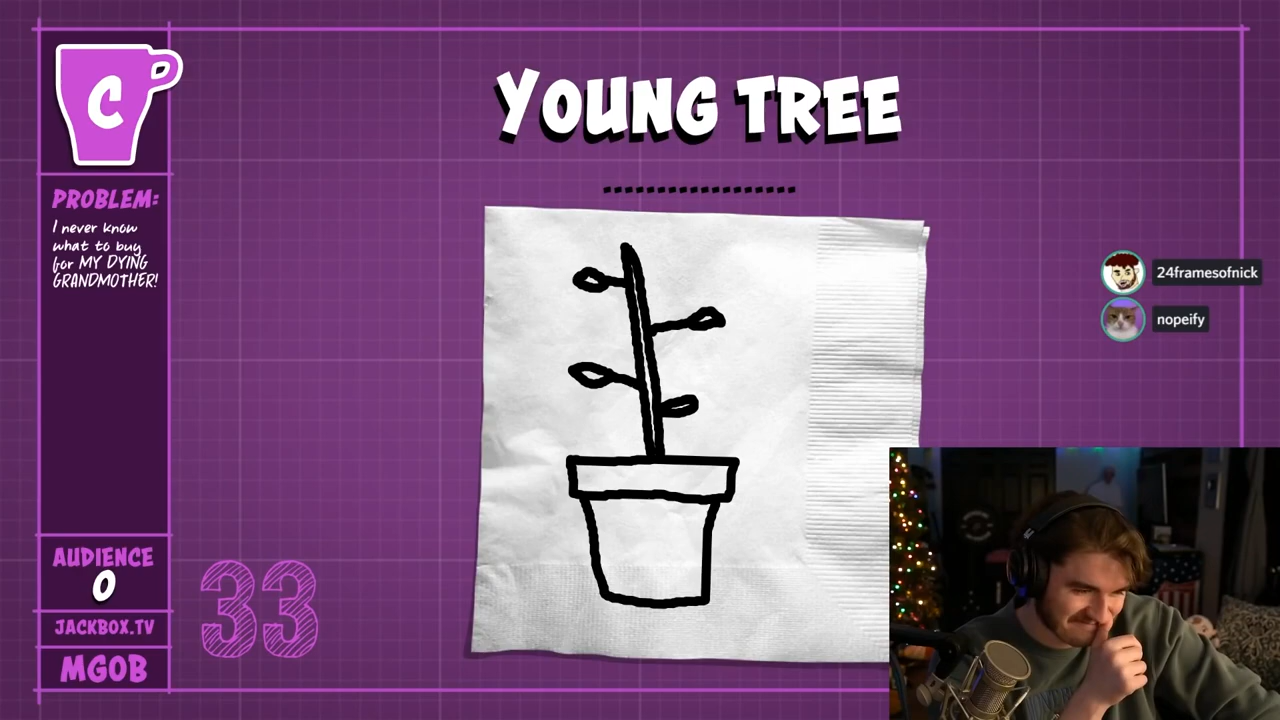 C
YOUNG TREE
PROBLEM:
I never know
what to buy
for MY DYING
GRANDMOTHER!
24framesofnick
nopeify
AUDIENCE
0
33
JACKBOX.TV
MGOB